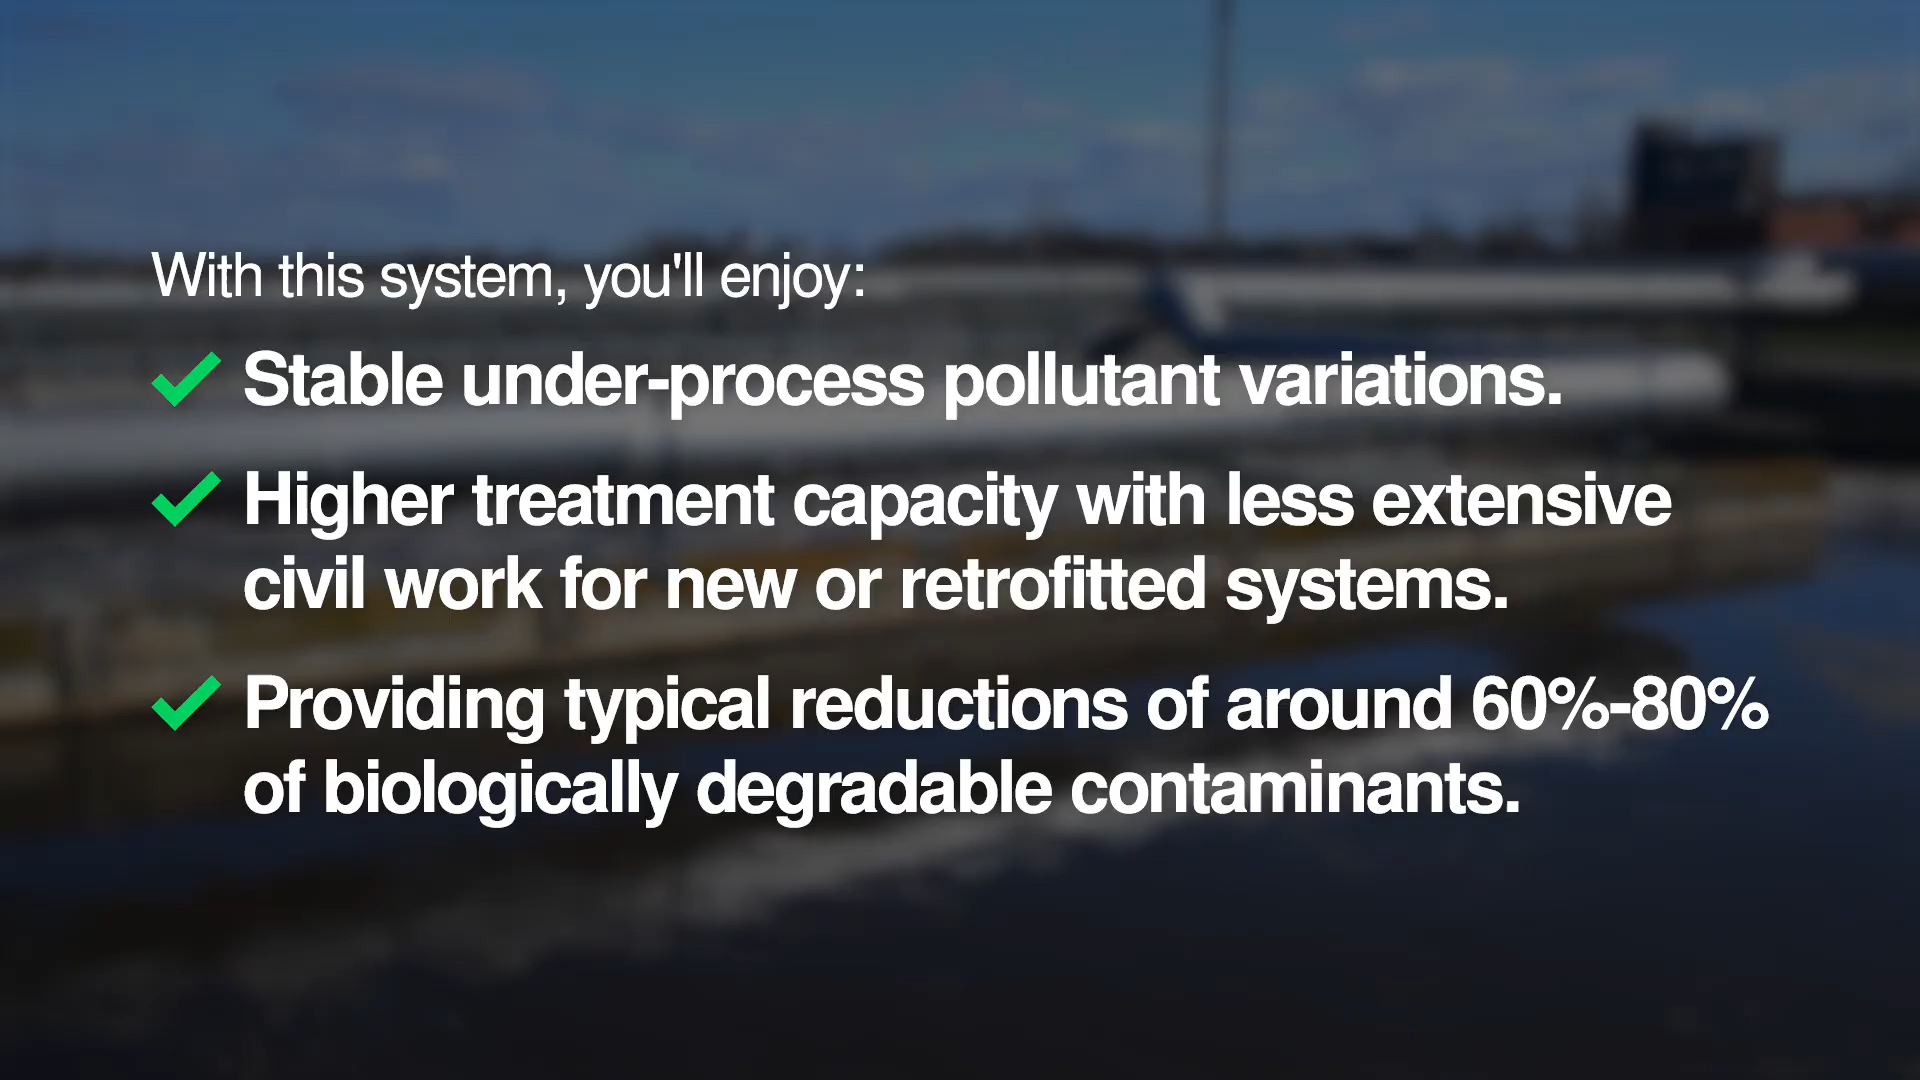 With this system, you'll enjoy:
Stable under-process pollutant variations.
Higher treatment capacity with less extensive
civil work for new or retrofitted systems.
Providing typical reductions of around 60%-80%
of biologically degradable contaminants.